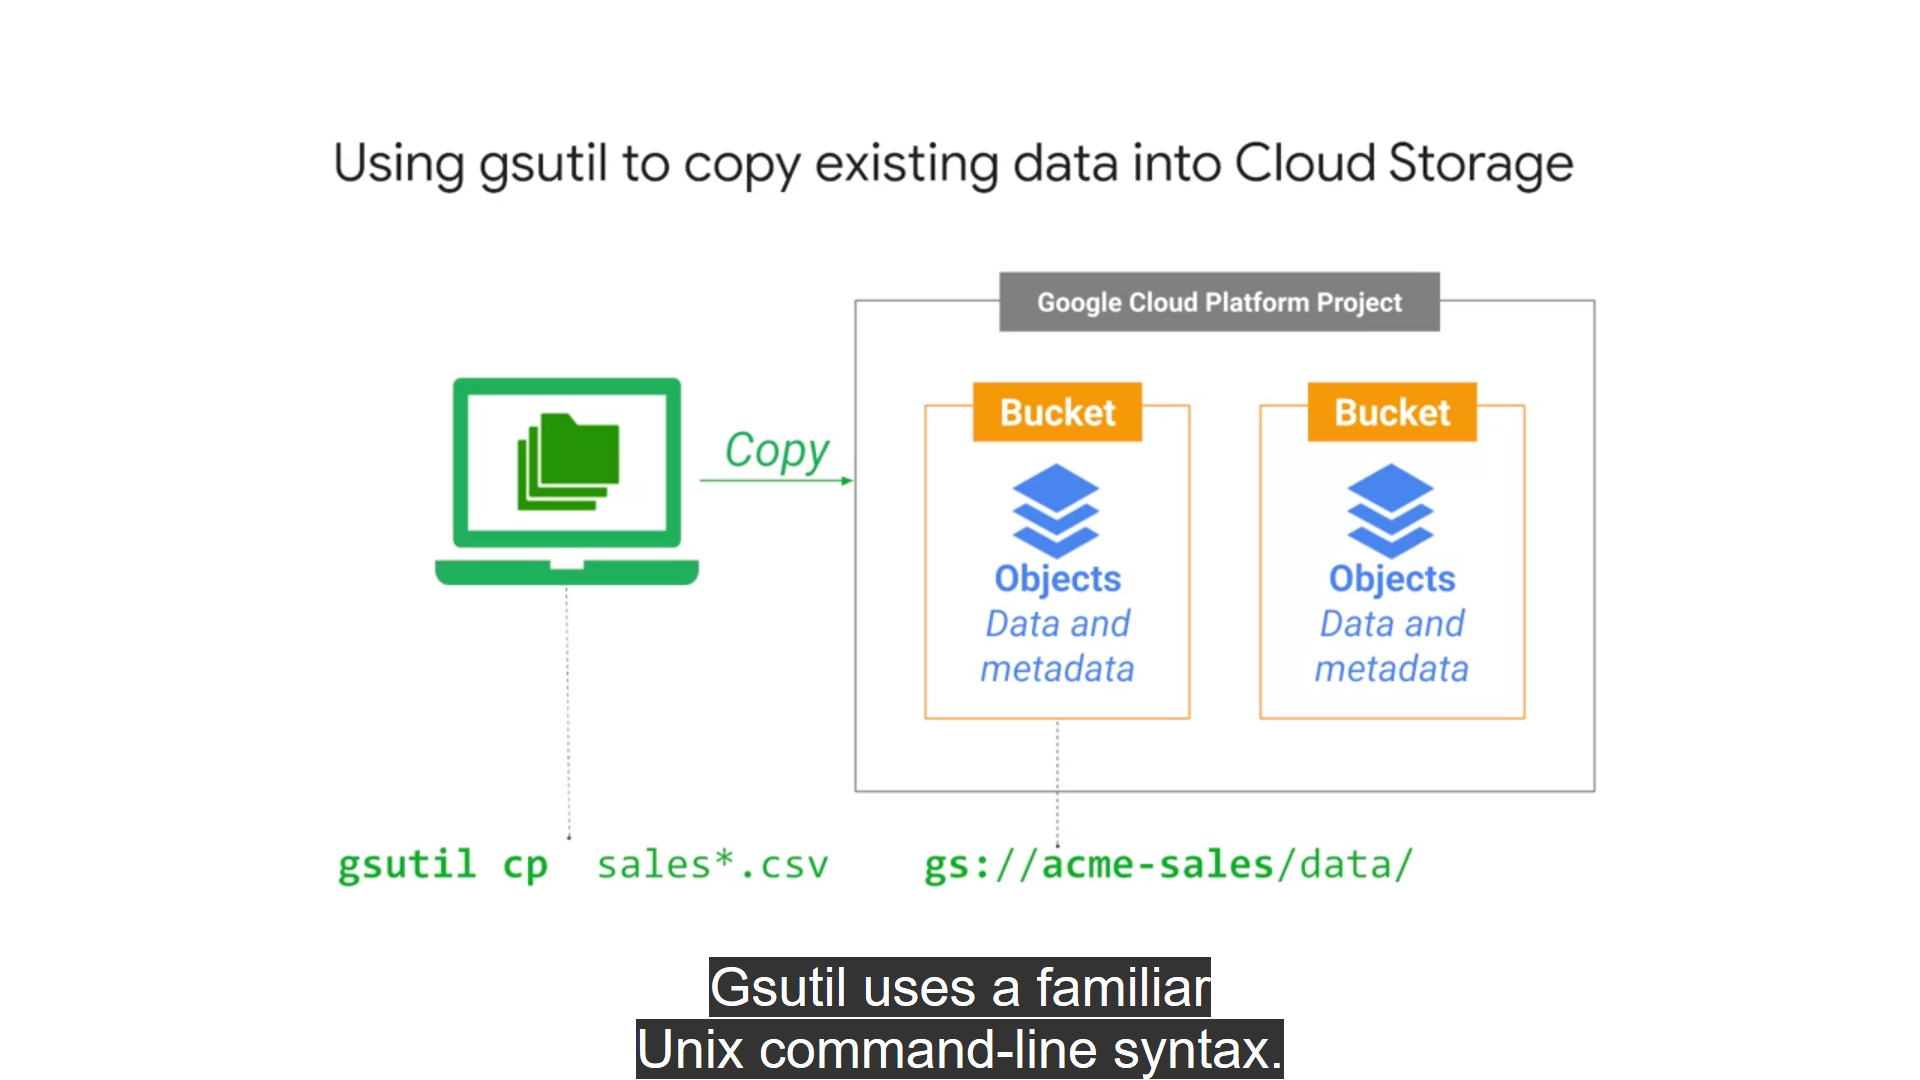 Using gsutil to copy existing data into Cloud Storage
Google Cloud Platform Project
Copy
Bucket
Objects
Data and
metadata
Bucket
Objects
Data and
metadata
gsutil cp sales*.csv gs://acme-sales/data/
Gsutil uses a familiar
Unix command-line syntax.